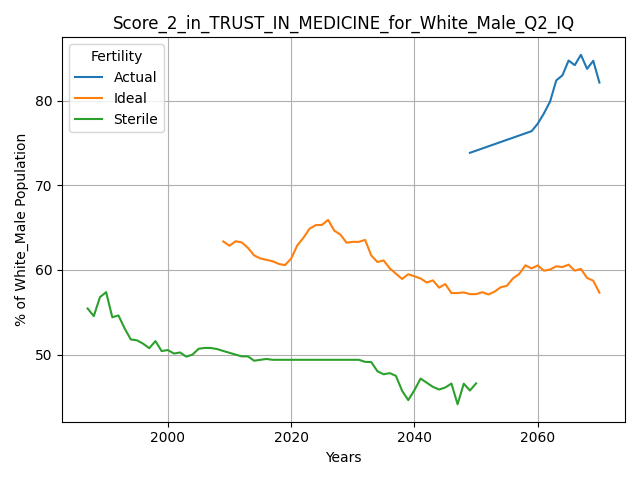 Score_2_in_TRUST_IN_MEDICINE_for_White_Male_Q2_IQ
Fertility
Actual
Ideal
Sterile
80
70
60
50
% of White_Male Population
2000
2020
2040
2060
Years